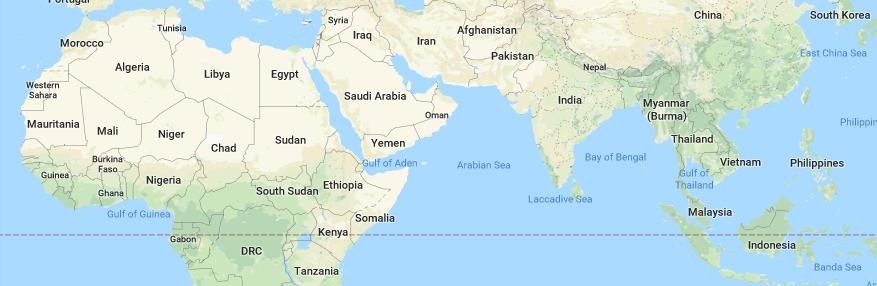 Portugal
Tunisia
Syria
China
South Korea
Morocco
Iraq
Iran
Afghanistan
East China Sea
Pakistan
Algeria
Libya
Egypt
Nepal
Western
Sahara
Saudi Arabia
India
Myanmar
(Burma)
Oman
Mauritania
Mali
Niger
Chad
Sudan
Yemen
Thailand
Philippin
Burkina
Faso
Gulf of Aden
Arabian Sea
Bay of Bengal
Vietnam
Philippines
Guinea
Nigeria
Ethiopia
Gulf of
Thailand
Ghana
South Sudan
Laccadive Sea
Gulf of Guinea
Somalia
Malaysia
Kenya
Gabon
DRC
Indonesia
Tanzania
Banda Sea